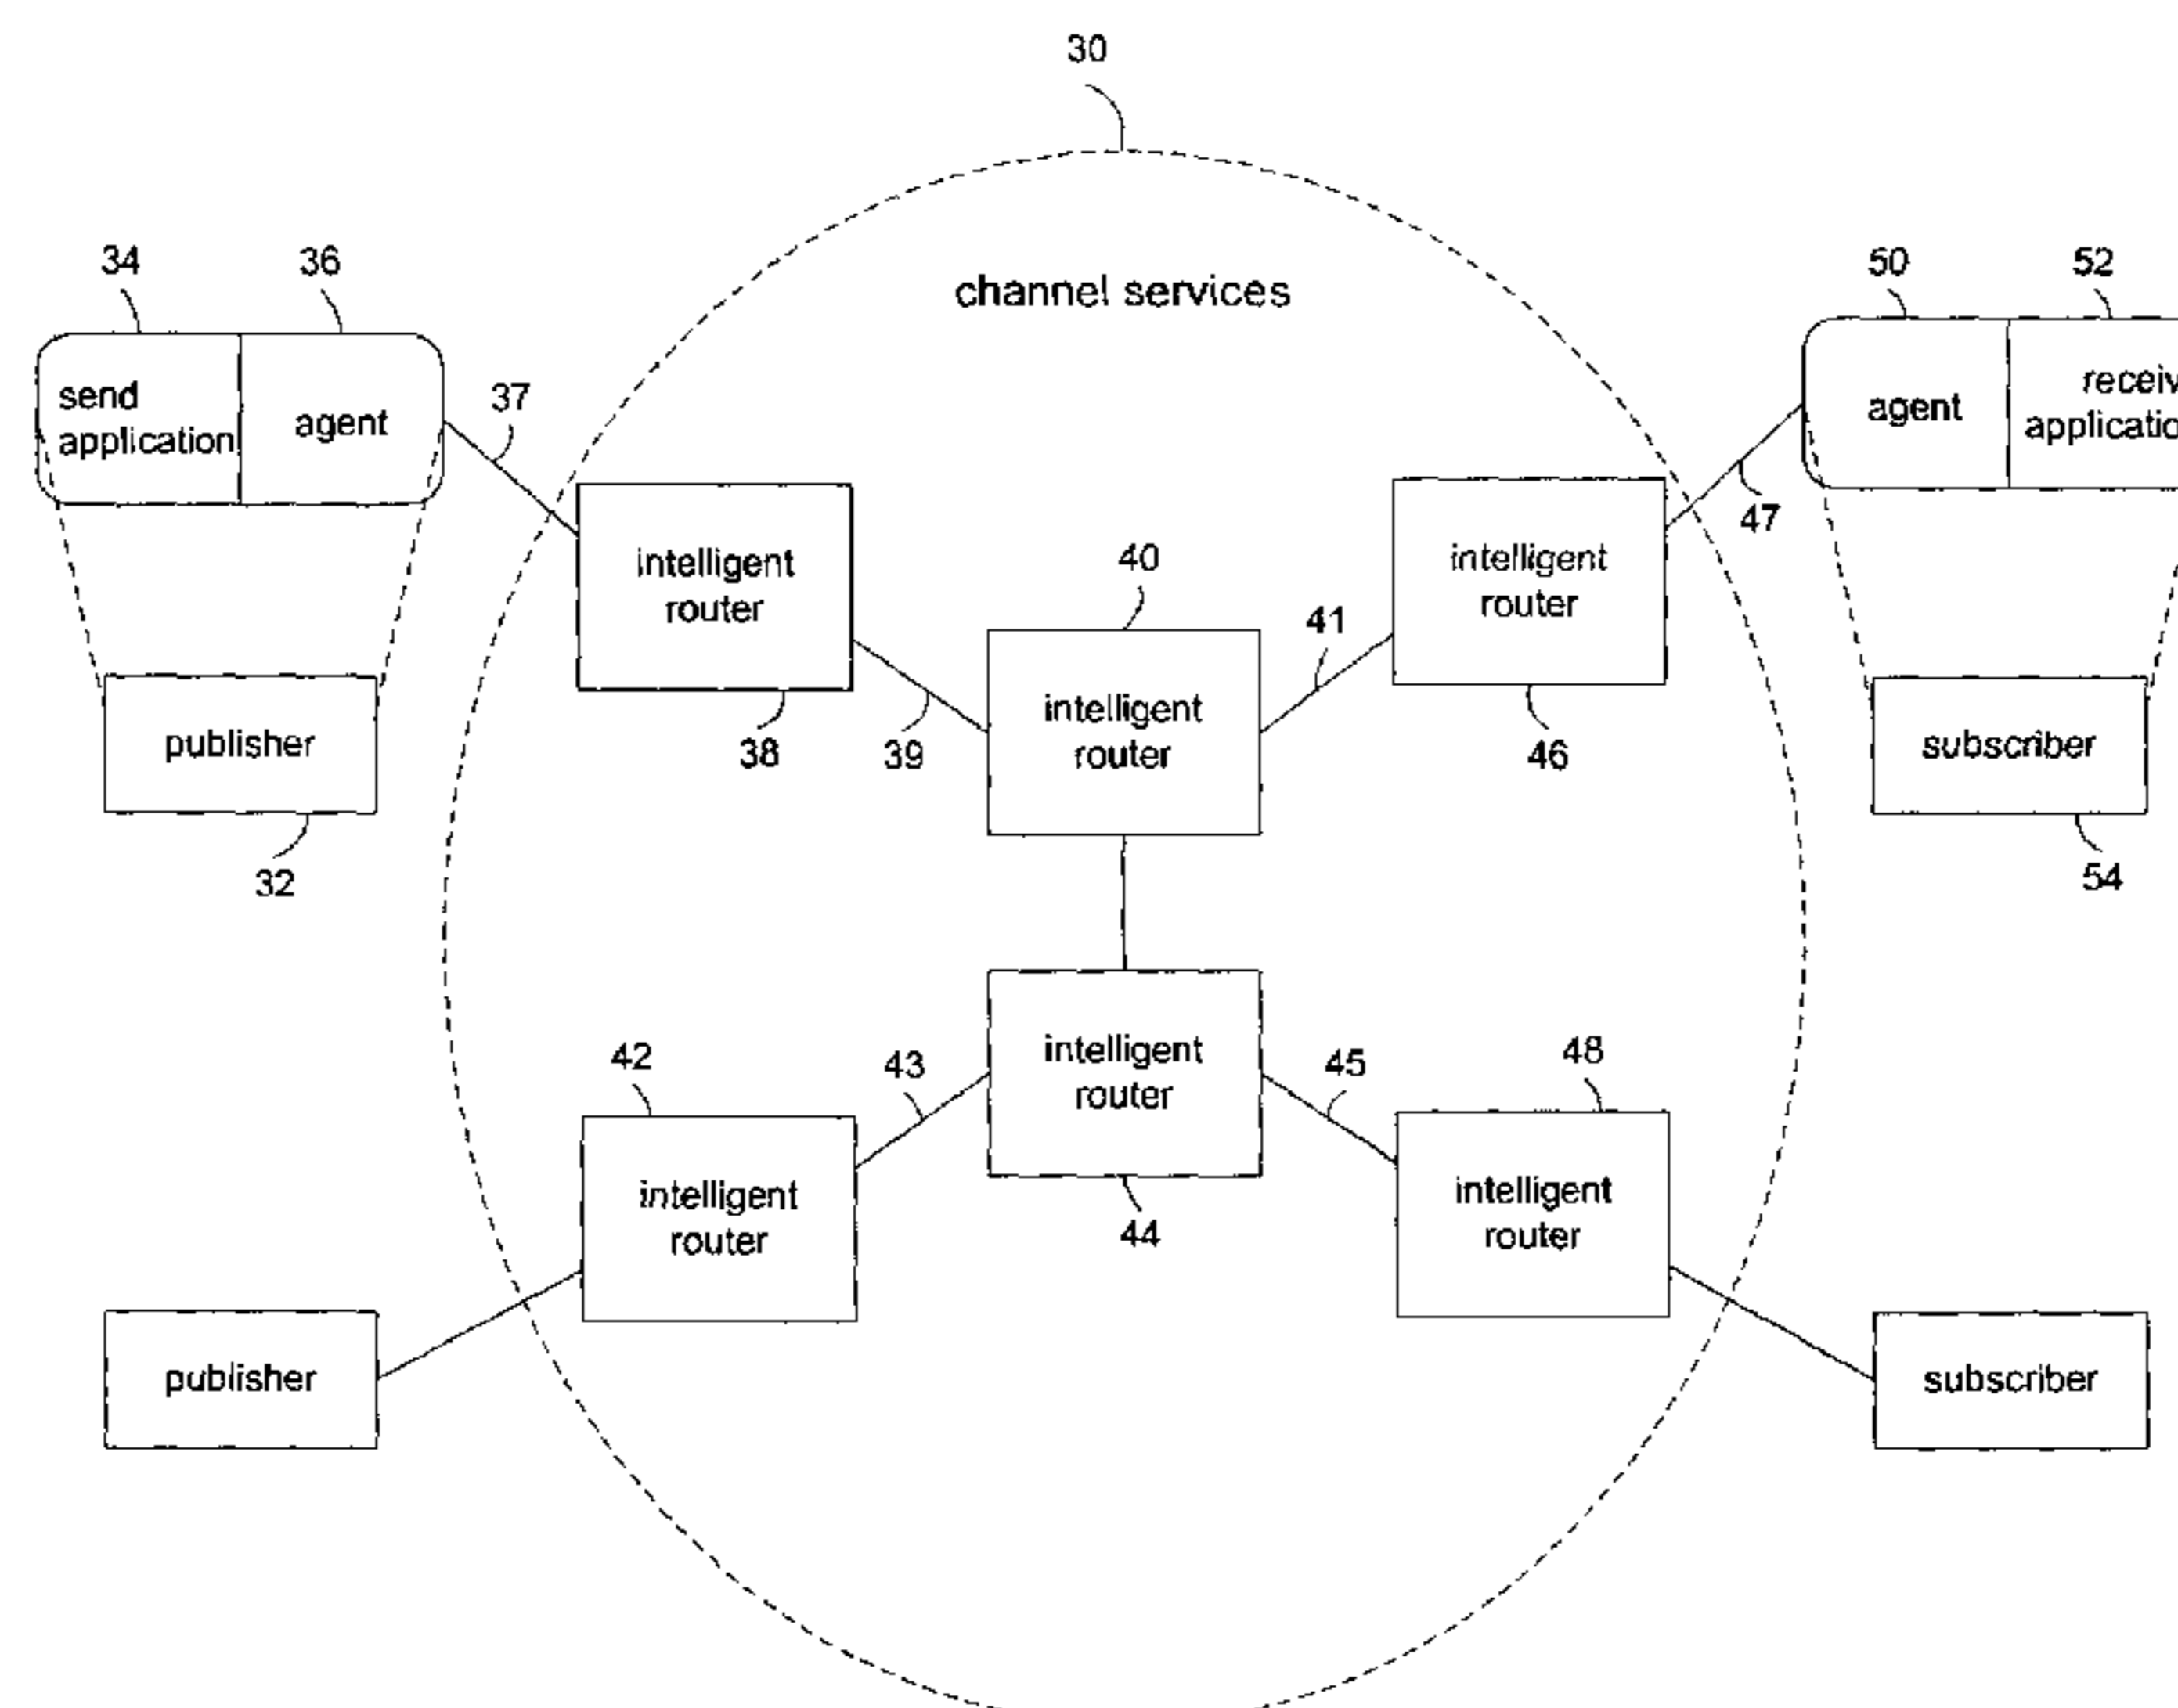 30
channel services
34
36
send
application
agent
37
50
52
agent
47
intelligent
router
38
39
40
intelligent
router
41
intelligent
router
46
publisher
32
subscriber
54
intelligent
router
44
42
43
intelligent
router
45
48
intelligent
router
publisher
subscriber